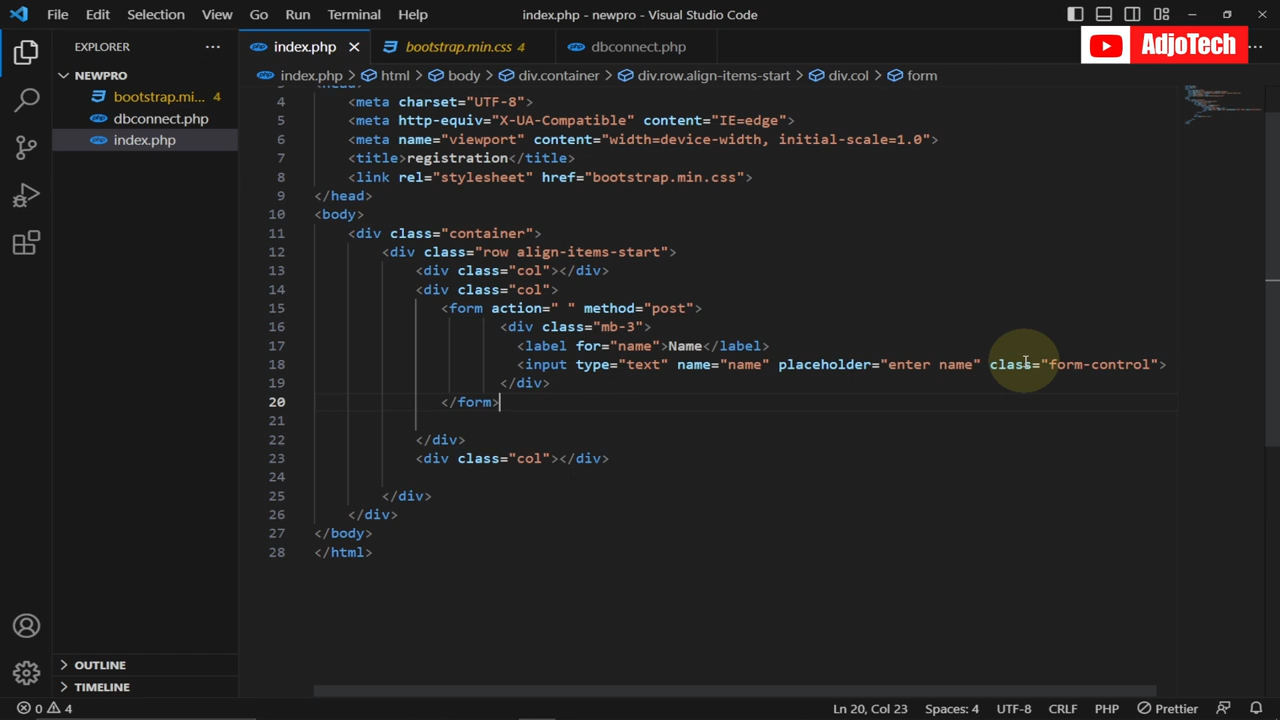 File Edit Selection View Go Run Terminal Help
index.php - newpro - Visual Studio Code
EXPLORER
index.php
bootstrap.min.css 4
dbconnect.php
AdjoTech
NEWPRO
bootstrap.mi... 4
dbconnect.php
index.php
OUTLINE
TIMELINE
index.php > html > body > div.container > div.row.align-items-start > div.col > form
4 <meta charset="UTF-8">
5 <meta http-equiv="X-UA-Compatible" content="IE=edge">
6 <meta name="viewport" content="width=device-width, initial-scale=1.0">
7 <title>registration</title>
8 <link rel="stylesheet" href="bootstrap.min.css">
9 </head>
10 <body>
11 <div class="container">
12 <div class="row align-items-start">
13 <div class="col"></div>
14 <div class="col">
15 <form action=" " method="post">
16 <div class="mb-3">
17 <label for="name">Name</label>
18 <input type="text" name="name" placeholder="enter name" class="form-control">
19 </div>
20 </form>
21
22 </div>
23 <div class="col"></div>
24
25 </div>
26 </div>
27 </body>
28 </html>
0 4
Ln 20, Col 23 Spaces: 4 UTF-8 CRLF PHP Prettier